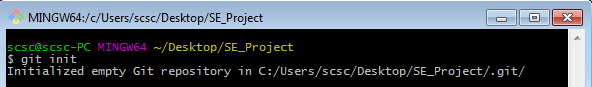 MINGW64:/c/Users/scsc/Desktop/SE_Project
scsc@scsc-PC MINGW64 ~/Desktop/SE_Project
$ git init
Initialized empty Git repository in C:/Users/scsc/Desktop/SE_Project/.git/